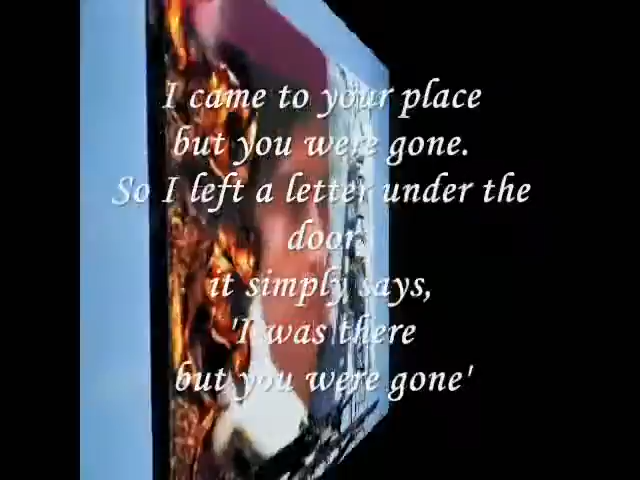 I came to your place
but you were gone.
So I left a letter under the
door
it simply says,
'I was there
but you were gone'